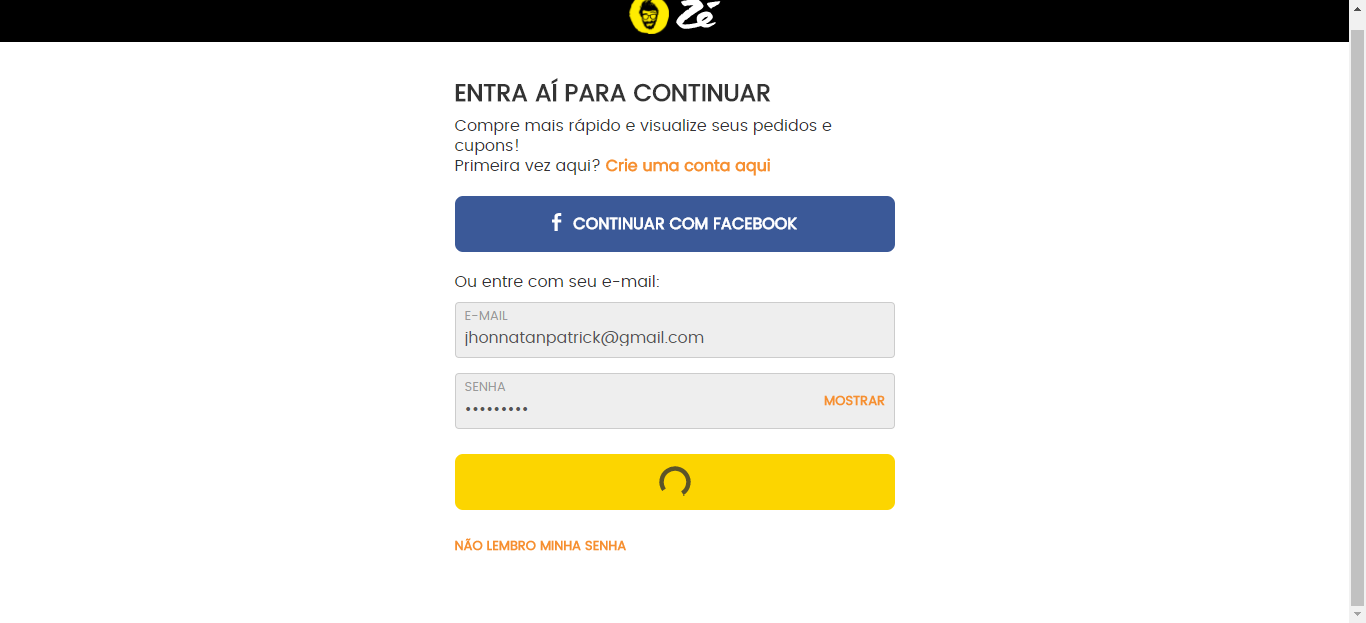 Zé
ENTRA AÍ PARA CONTINUAR
Compre mais rápido e visualize seus pedidos e
cupons!
Primeira vez aqui? Crie uma conta aqui
f CONTINUAR COM FACEBOOK
Ou entre com seu e-mail:
E-MAIL
jhonnatanpatrick@gmail.com
SENHA
•••••••••
MOSTRAR
NÃO LEMBRO MINHA SENHA